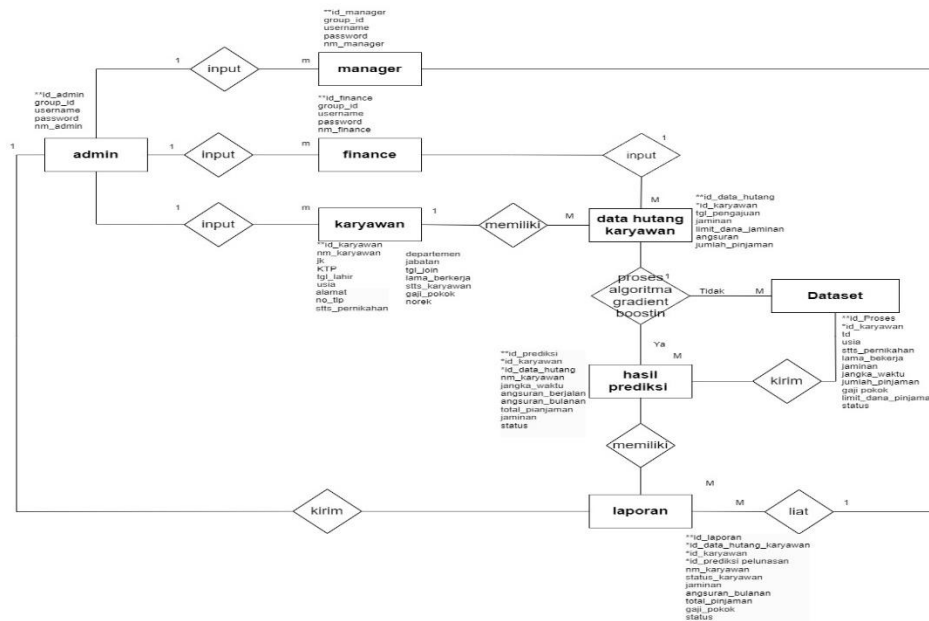 **id_manager
group_id
username
password
nm_manager
1
input
m
manager
**id_admin
group_id
username
password
nm_admin
**id_finance
group_id
username
password
nm_finance
1
admin
1
input
m
finance
input
1
M
**id_data_hutang
*id_karyawan
tgl_pengajuan
jaminan
limit_dana_jaminan
angsuran
jumlah_pinjaman
1
input
m
karyawan
1
memiliki
M
data hutang
karyawan
**id_karyawan
nm_karyawan
jk
KTP
tgl_lahir
usia
alamat
no_tlp
stts_pernikahan
departemen
jabatan
tgl_join
lama_berkerja
stts_karyawan
gaji_pokok
norek
1
proses
algoritma
gradient
boostin
Tidak
M
Dataset
Ya
**id_Proses
*id_karyawan
Id
usia
stts_pernikahan
lama_bekerja
jaminan
jangka_waktu
jumlah_pinjaman
gaji pokok
limit_dana_pinjama
status
**id_prediksi
*id_karyawan
*id_data_hutang
nm_karyawan
jangka_waktu
angsuran_berjalan
angsuran_bulanan
total_pianjaman
jaminan
status
M
hasil
prediksi
kirim
memiliki
kirim
M
laporan
M
liat
1
**id_laporan
*id_data_hutang_karyawan
*id_karyawan
*id_prediksi pelunasan
nm_karyawan
status_karyawan
jaminan
angsuran_bulanan
total_pinjaman
gaji_pokok
status